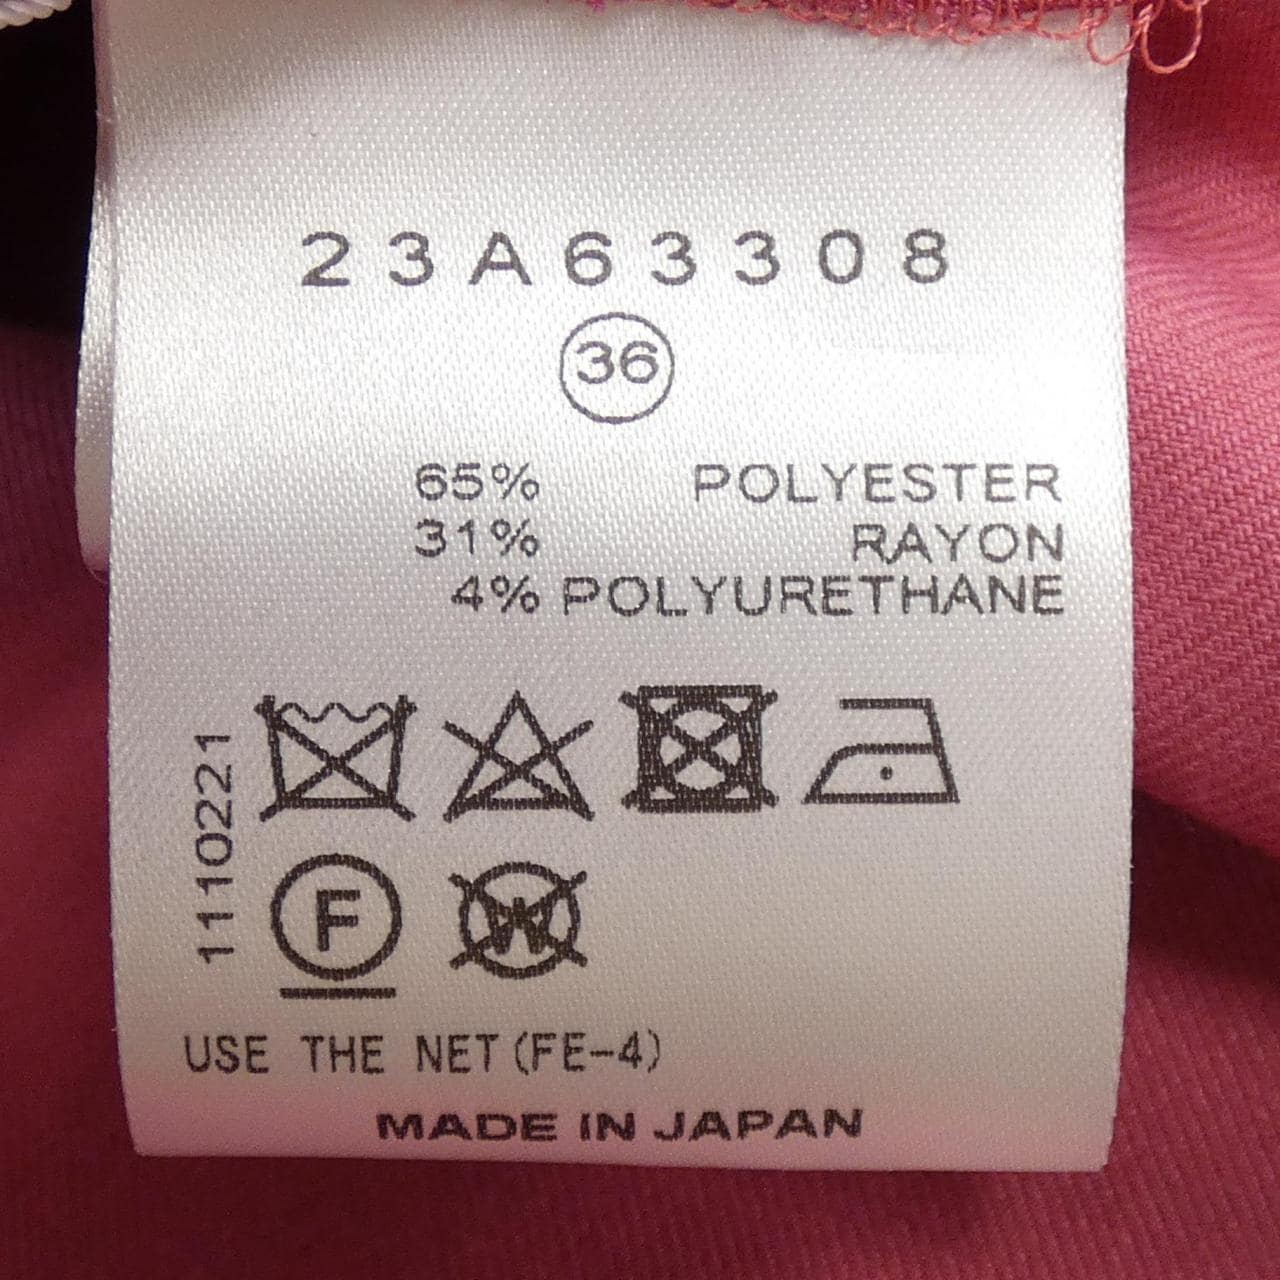 23A63308
36
65% POLYESTER
31% RAYON
4% POLYURETHANE
1110221
F
W
USE THE NET(FE-4)
MADE IN JAPAN